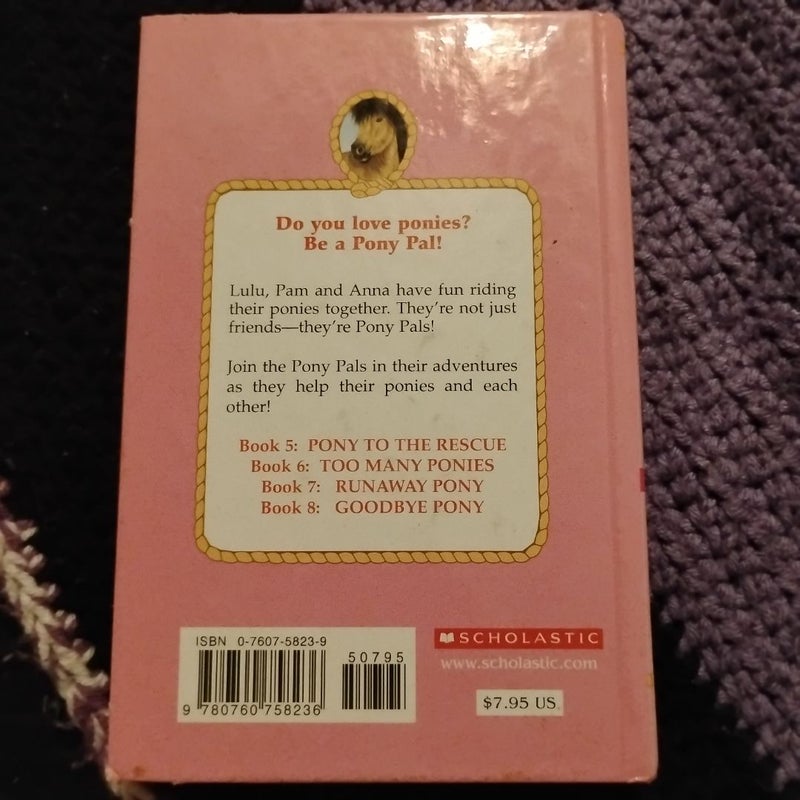 Do you love ponies?
Be a Pony Pal!
Lulu, Pam and Anna have fun riding
their ponies together. They're not just
friends—they're Pony Pals!
Join the Pony Pals in their adventures
as they help their ponies and each
other!
Book 5: PONY TO THE RESCUE
Book 6: TOO MANY PONIES
Book 7: RUNAWAY PONY
Book 8: GOODBYE PONY
ISBN 0-7607-5823-9
50795
9 780760 758236
SCHOLASTIC
www.scholastic.com
$7.95 US